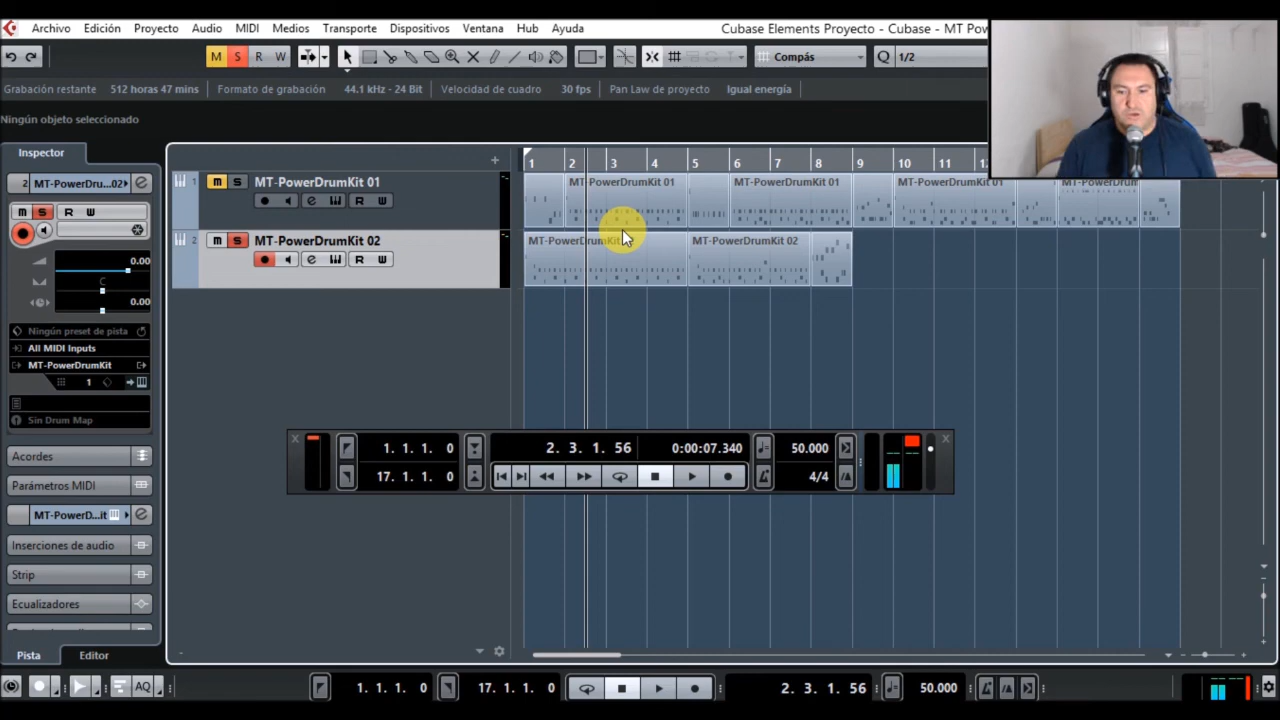 Archivo Edición Proyecto Audio MIDI Medios Transporte Dispositivos Ventana Hub Ayuda Cubase Elements Proyecto - Cubase - MT Pow
M S R W Compás Q 1/2
Grabación restante 512 horas 47 mins Formato de grabación 44.1 kHz - 24 Bit Velocidad de cuadro 30 fps Pan Law de proyecto Igual energía
Ningún objeto seleccionado
Inspector
1 2 3 4 5 6 7 8 9 10 11
2 MT-PowerDru...02
1 m S MT-PowerDrumKit 01 MT-PowerDrumKit 01 MT-PowerDrumKit 01 MT-PowerDrumKit 01 MT-PowerDrum
R W
m S R W
2 m S MT-PowerDrumKit 02 MT-PowerDrumKit MT-PowerDrumKit 02
R W
0.00
C
0.00
Ningún preset de pista
All MIDI Inputs
MT-PowerDrumKit
1
Sin Drum Map
X 1. 1. 1. 0 2. 3. 1. 56 0:00:07.340 50.000 X
17. 1. 1. 0 4/4
Acordes
Parámetros MIDI
MT-PowerD...it
Inserciones de audio
Strip
Ecualizadores
Pista Editor
AQ 1. 1. 1. 0 17. 1. 1. 0 2. 3. 1. 56 50.000